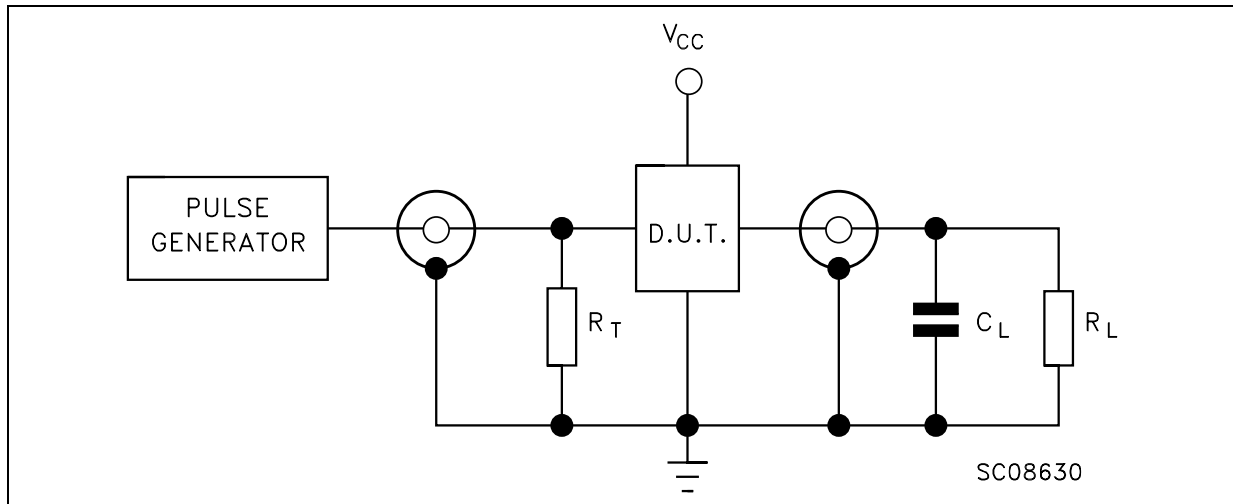 VCC
PULSE
GENERATOR
D.U.T.
RT
CL
RL
SC08630